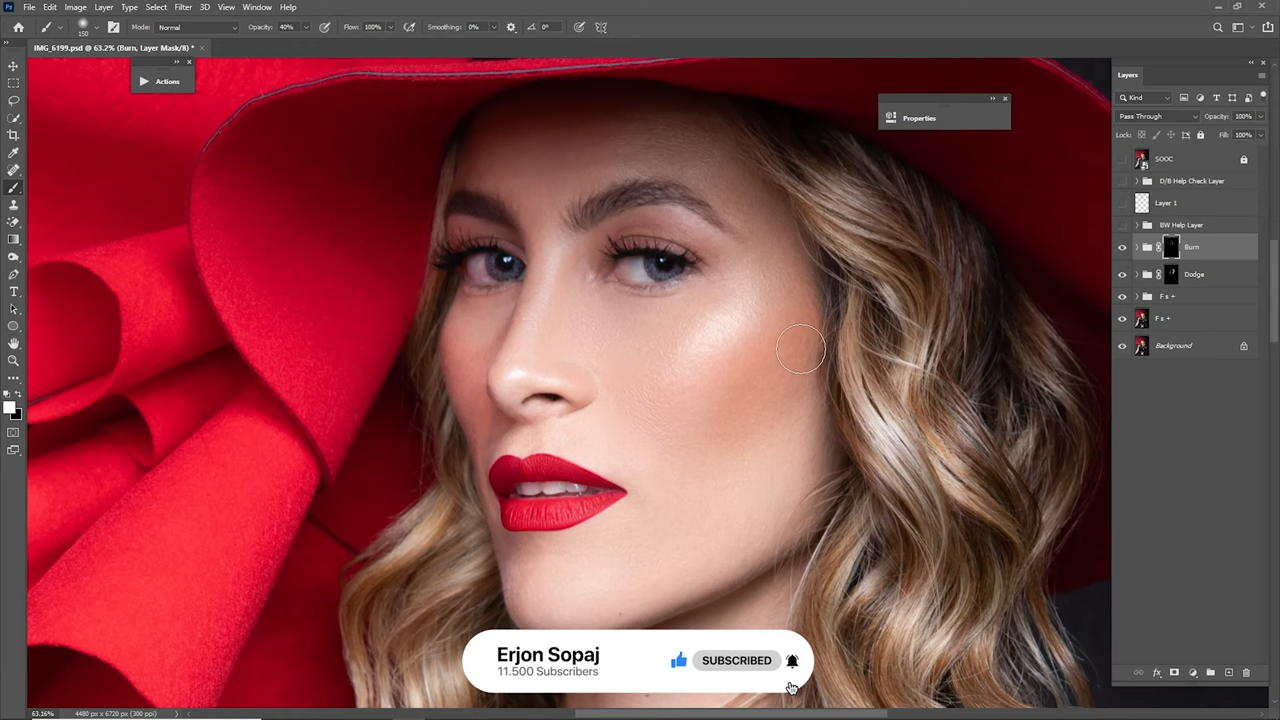 File Edit Image Layer Type Select Filter 3D View Window Help
150 Mode: Normal Opacity: 40% Flow: 100% Smoothing: 0% 0°
IMG_6199.psd @ 63.2% (Burn, Layer Mask/8) *
Actions
Properties
Layers
Kind
Pass Through Opacity: 100%
Lock: Fill: 100%
SOOC
D/B Help Check Layer
Layer 1
BW Help Layer
Burn
Dodge
F s +
F s +
Background
Erjon Sopaj
11.500 Subscribers
SUBSCRIBED
63.16% 4480 px x 6720 px (300 ppi)